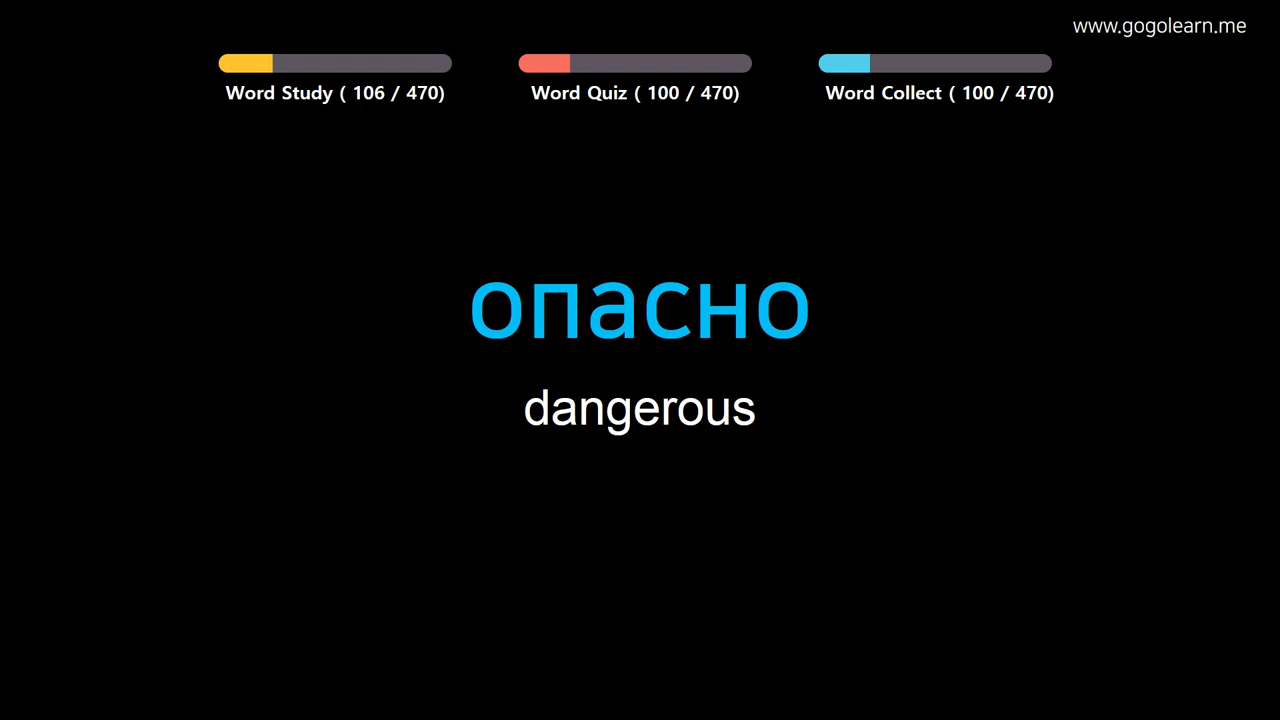 www.gogolearn.me
Word Study ( 106 / 470)
Word Quiz ( 100 / 470)
Word Collect ( 100 / 470)
опасно
dangerous